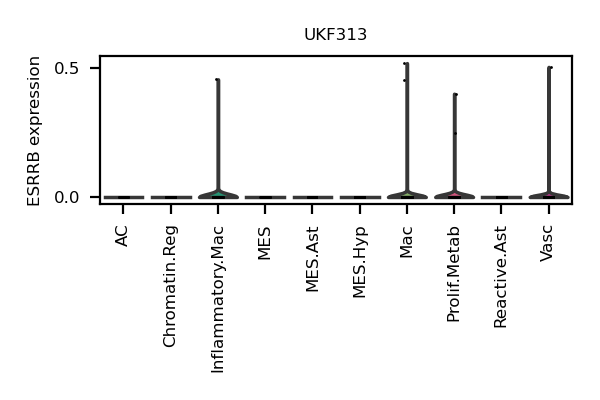 UKF313
ESRRB expression
0.5
0.0
AC
Chromatin.Reg
Inflammatory.Mac
MES
MES.Ast
MES.Hyp
Mac
Prolif.Metab
Reactive.Ast
Vasc